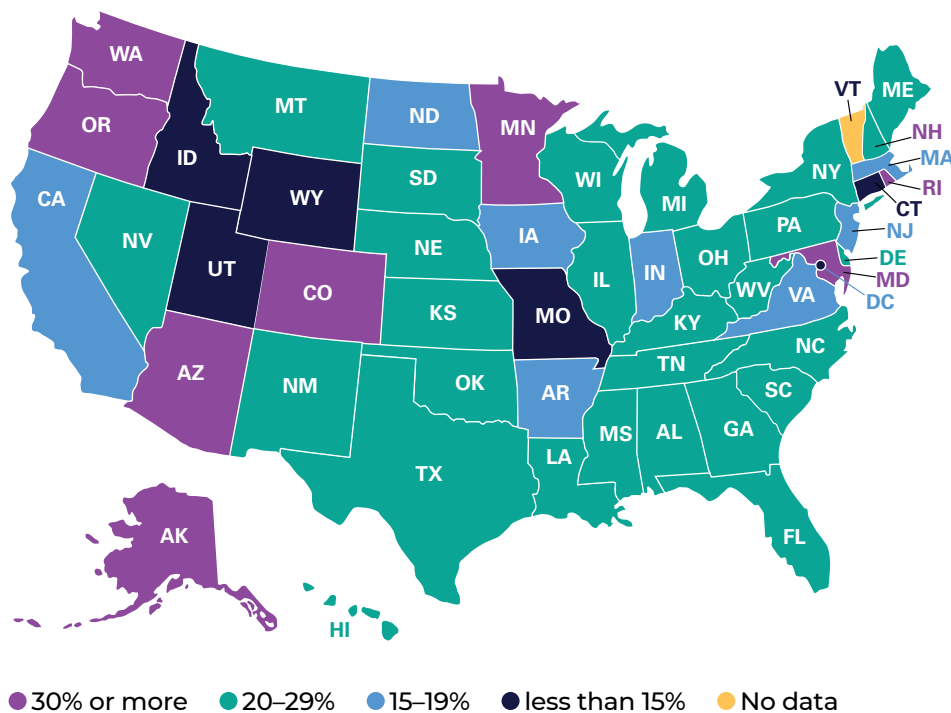 WA
MT
ND
MN
OR
ID
WY
SD
WI
MI
NY
VT
ME
NH
MA
RI
CT
NJ
DE
MD
DC
CA
NV
UT
CO
NE
IA
IL
IN
OH
PA
WV
VA
KS
MO
KY
NC
AZ
NM
OK
AR
TN
SC
TX
LA
MS
AL
GA
FL
AK
HI
30% or more 20–29% 15–19% less than 15% No data